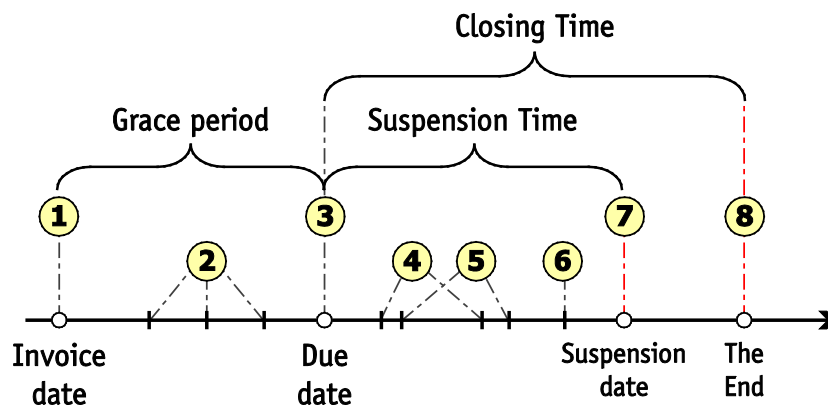 Closing Time
Grace period
Suspension Time
1
3
7
8
2
4
5
6
Invoice
date
Due
date
Suspension
date
The
End